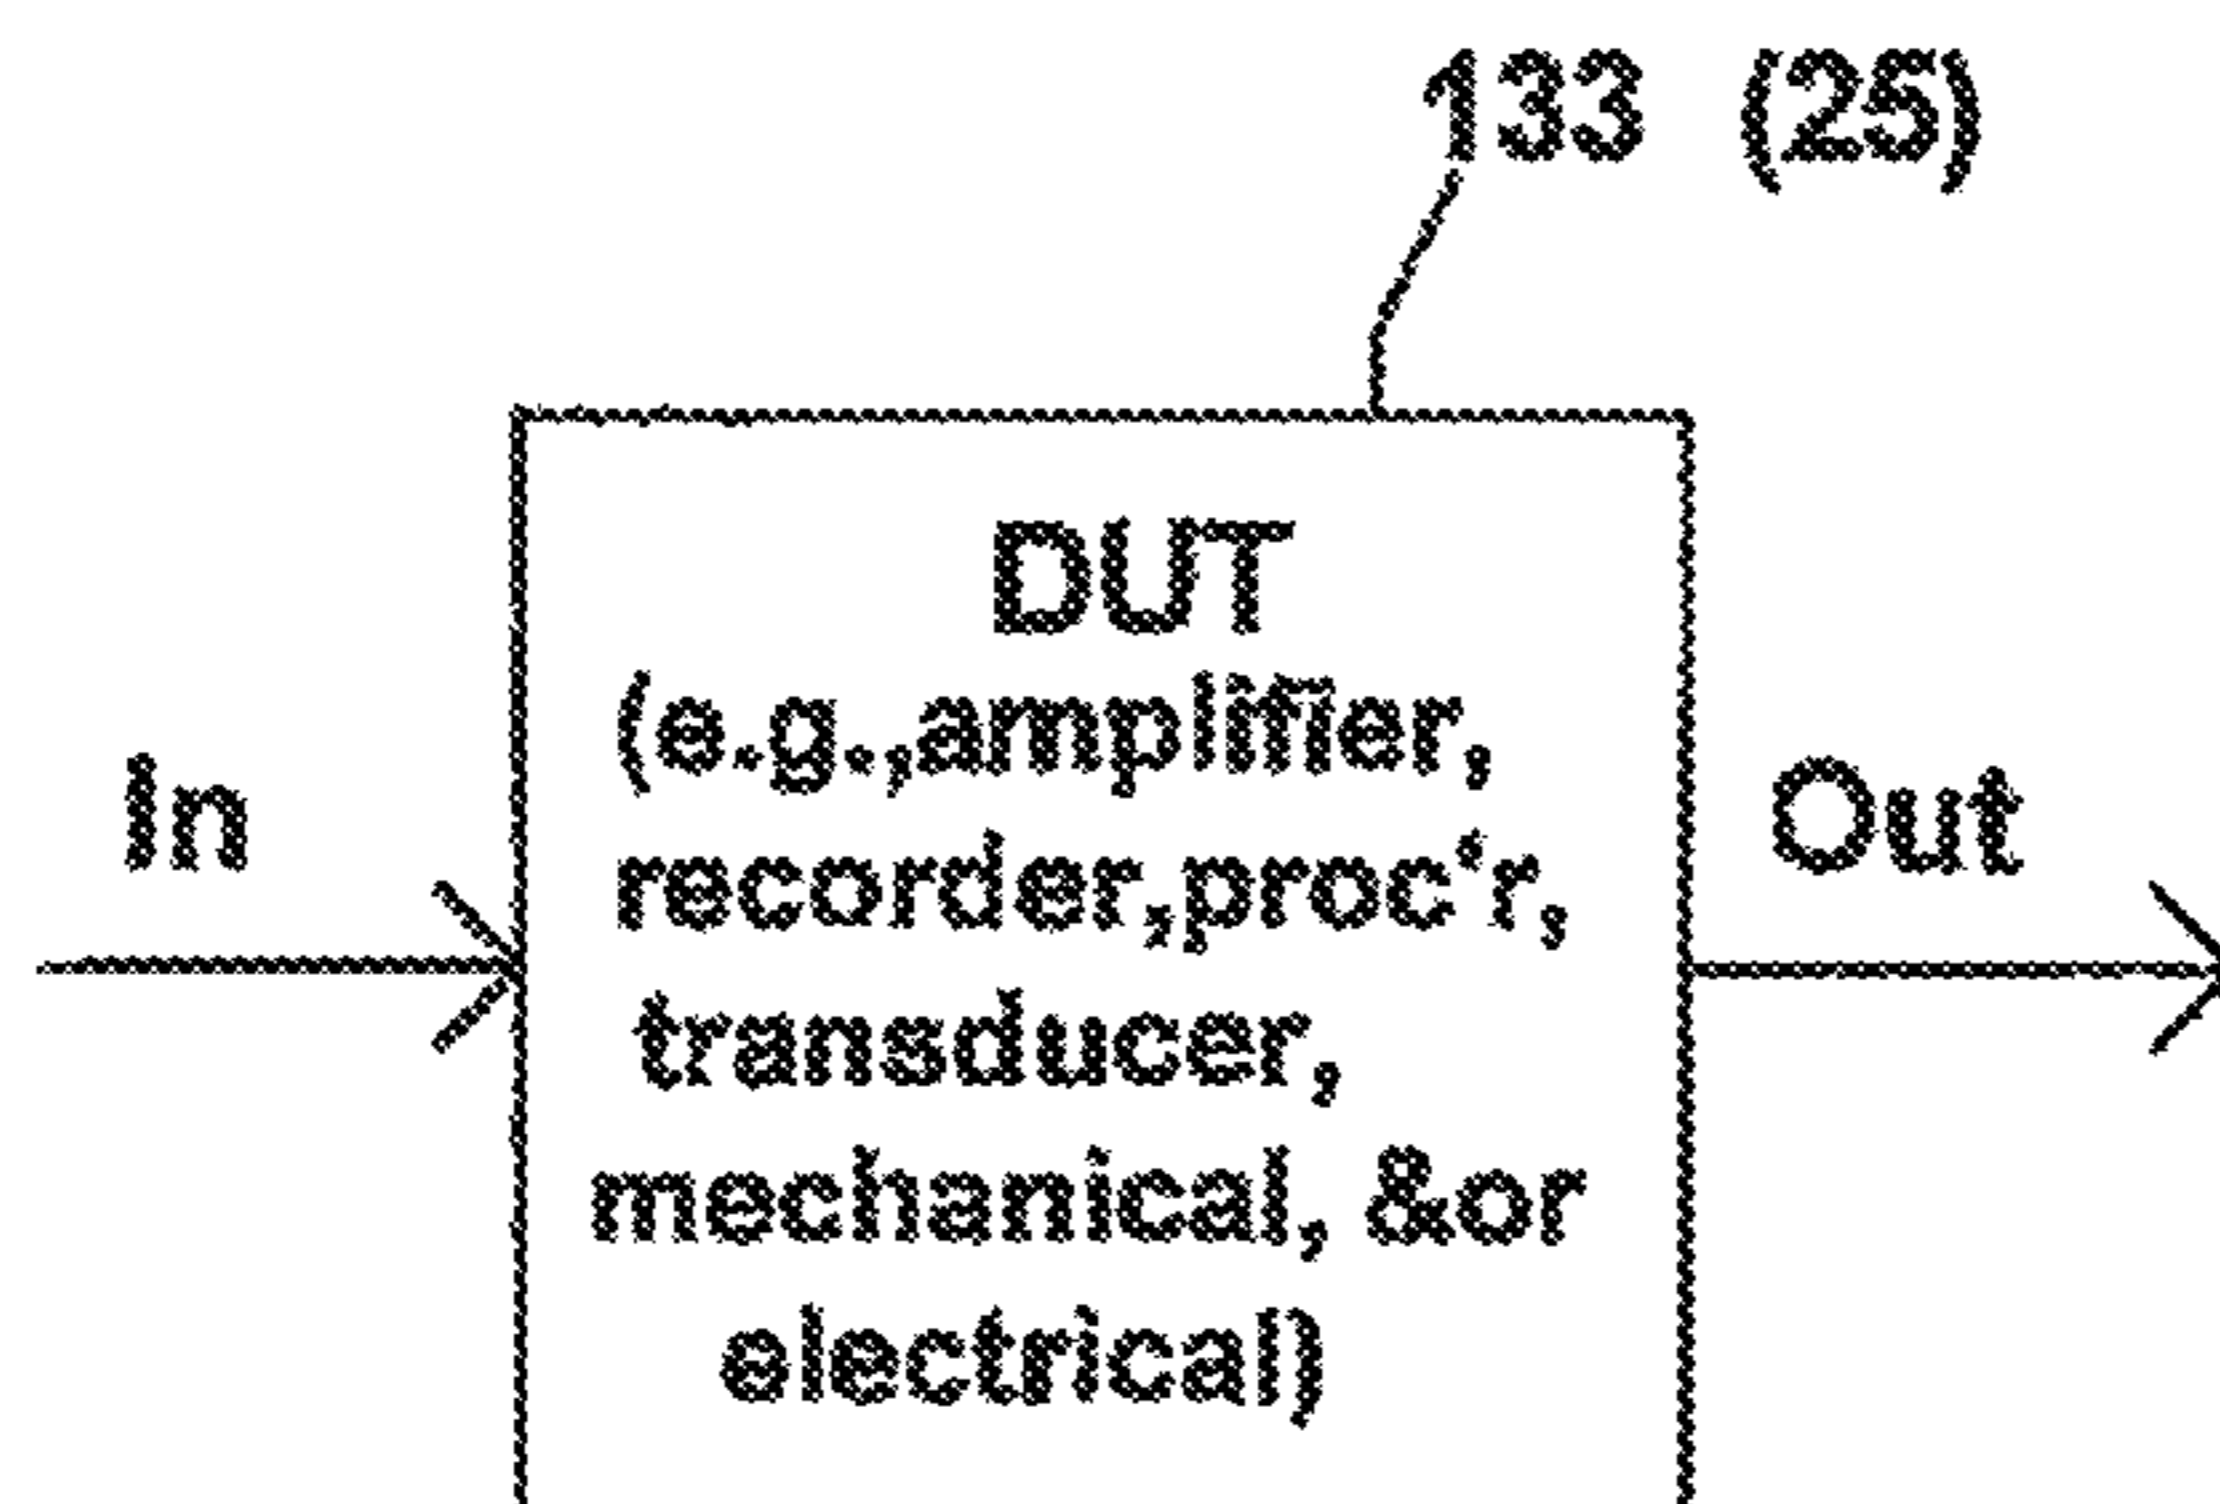 133 (25)
DUT
(e.g.,amplifier,
In
Out
recorder,proc'r,
transducer,
mechanical, &or
electrical)